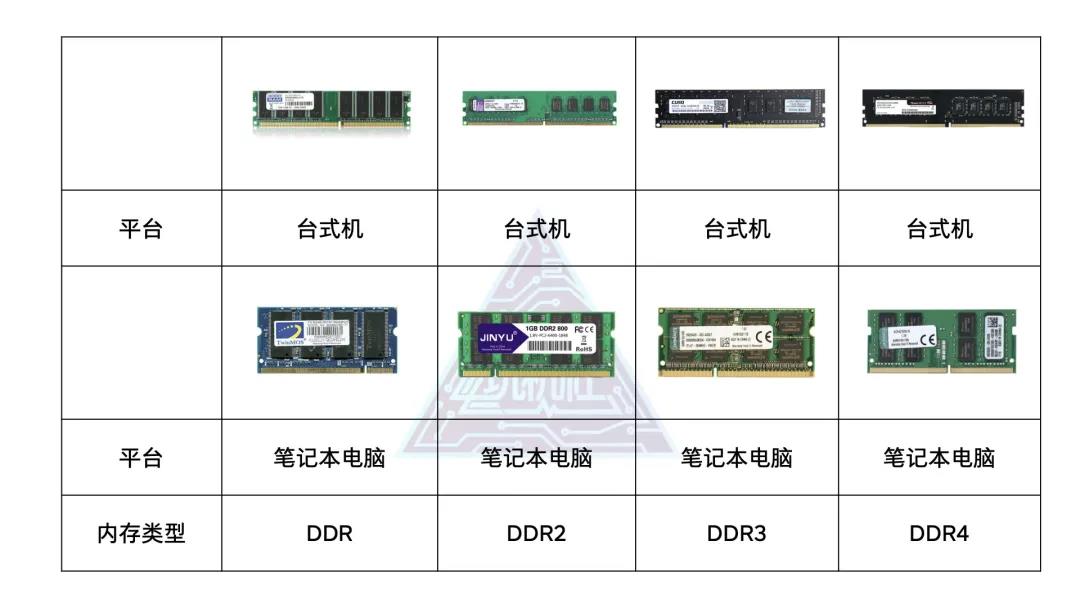 平台 台式机 台式机 台式机 台式机
TwinMOS
JINYU
1GB DDR2 800
RoHS
平台 笔记本电脑 笔记本电脑 笔记本电脑 笔记本电脑
内存类型 DDR DDR2 DDR3 DDR4